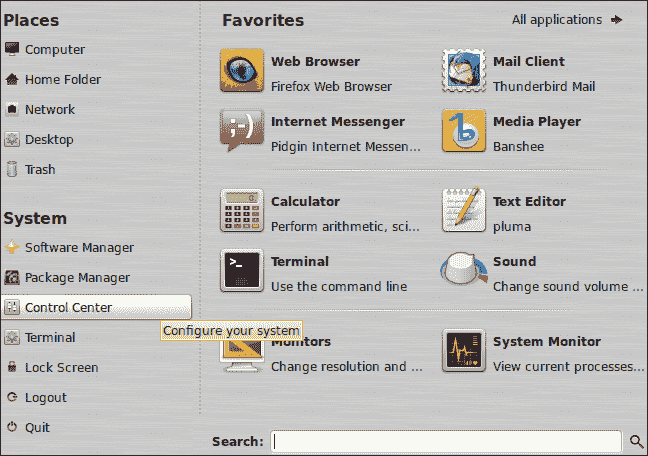 Places
Computer
Home Folder
Network
Desktop
Trash
System
Software Manager
Package Manager
Control Center
Configure your system
Terminal
Lock Screen
Logout
Quit
Favorites
All applications
Web Browser
Firefox Web Browser
Mail Client
Thunderbird Mail
;-)
Internet Messenger
Pidgin Internet Messen...
Media Player
Banshee
Calculator
Perform arithmetic, sci...
Text Editor
pluma
>_
Terminal
Use the command line
Sound
Change sound volume ...
Monitors
Change resolution and ...
System Monitor
View current processes...
Search: